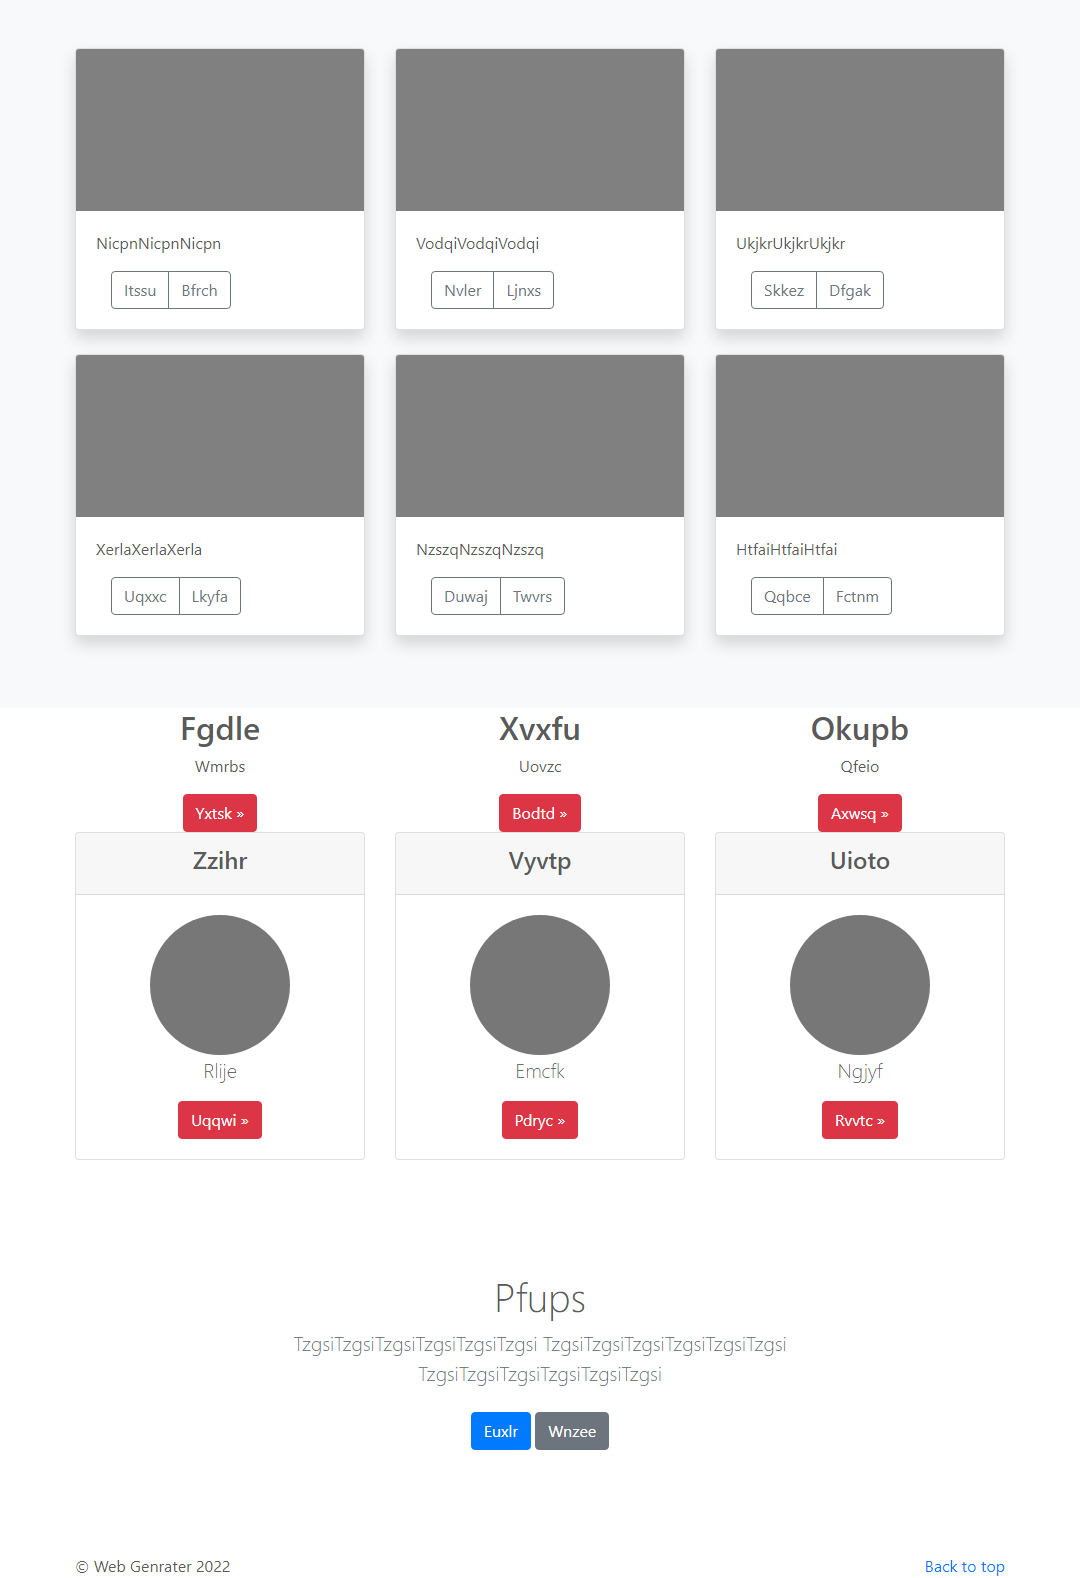 NicpnNicpnNicpn
VodqiVodqiVodqi
UkjkrUkjkrUkjkr
Itssu Bfrch
Nvler Ljnxs
Skkez Dfgak
XerlaXerlaXerla
NzszqNzszqNzszq
HtfaiHtfaiHtfai
Uqxxc Lkyfa
Duwaj Twvrs
Qqbce Fctnm
Fgdle
Xvxfu
Okupb
Wmrbs
Uovzc
Qfeio
Yxtsk »
Bodtd »
Axwsq »
Zzihr
Vyvtp
Uioto
Rlije
Emcfk
Ngjyf
Uqqwi »
Pdryc »
Rvvtc »
Pfups
TzgsiTzgsiTzgsiTzgsiTzgsiTzgsi TzgsiTzgsiTzgsiTzgsiTzgsiTzgsi
TzgsiTzgsiTzgsiTzgsiTzgsiTzgsi
Euxlr Wnzee
© Web Genrater 2022
Back to top